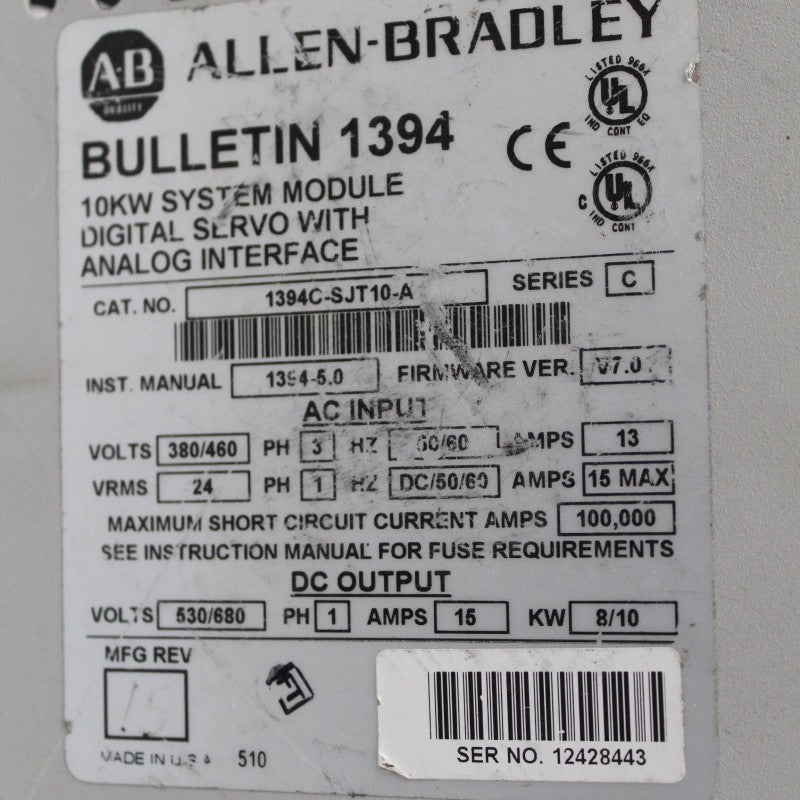 AB
ALLEN-BRADLEY
BULLETIN 1394
10KW SYSTEM MODULE
DIGITAL SERVO WITH
ANALOG INTERFACE
CE
LISTED 966X
UL
IND CONT EQ
LISTED 966X
C UL
IND CONT
CAT. NO. 1394C-SJT10-A SERIES C
INST. MANUAL 1394-5.0 FIRMWARE VER. V7.0
AC INPUT
VOLTS 380/460 PH 3 HZ 50/60 AMPS 13
VRMS 24 PH 1 HZ DC/50/60 AMPS 15 MAX
MAXIMUM SHORT CIRCUIT CURRENT AMPS 100,000
SEE INSTRUCTION MANUAL FOR FUSE REQUIREMENTS
DC OUTPUT
VOLTS 530/680 PH 1 AMPS 15 KW 8/10
MFG REV
MADE IN U.S.A 510
FT
SER NO. 12428443